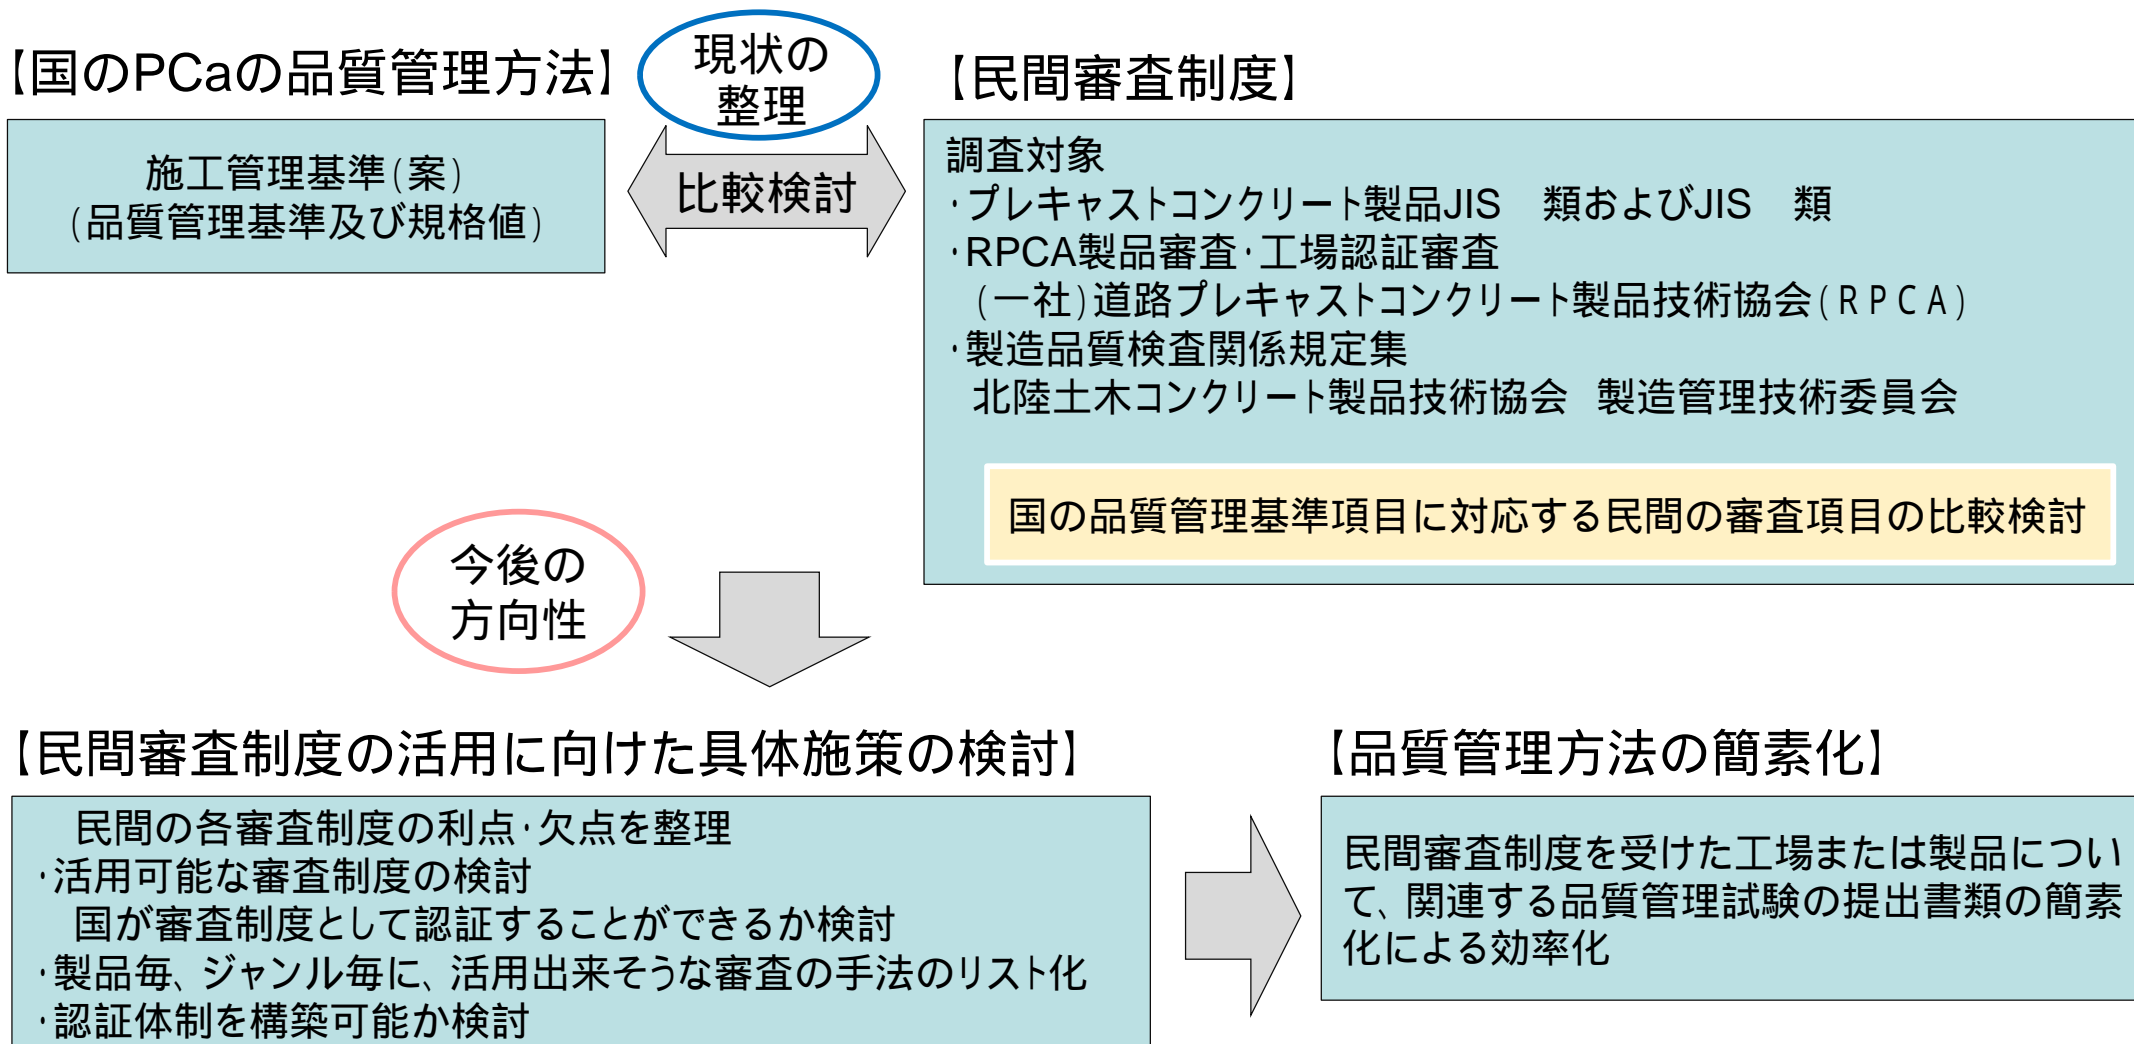 【国のPCaの品質管理方法】
現状の
整理
【民間審査制度】
施工管理基準(案)
(品質管理基準及び規格値)
比較検討
調査対象
・プレキャストコンクリート製品JIS　類およびJIS　類
・RPCA製品審査・工場認証審査
(一社)道路プレキャストコンクリート製品技術協会(RPCA)
・製造品質検査関係規定集
北陸土木コンクリート製品技術協会　製造管理技術委員会
国の品質管理基準項目に対応する民間の審査項目の比較検討
今後の
方向性
【民間審査制度の活用に向けた具体施策の検討】
民間の各審査制度の利点・欠点を整理
・活用可能な審査制度の検討
国が審査制度として認証することができるか検討
・製品毎、ジャンル毎に、活用出来そうな審査の手法のリスト化
・認証体制を構築可能か検討
【品質管理方法の簡素化】
民間審査制度を受けた工場または製品につい
て、関連する品質管理試験の提出書類の簡素
化による効率化